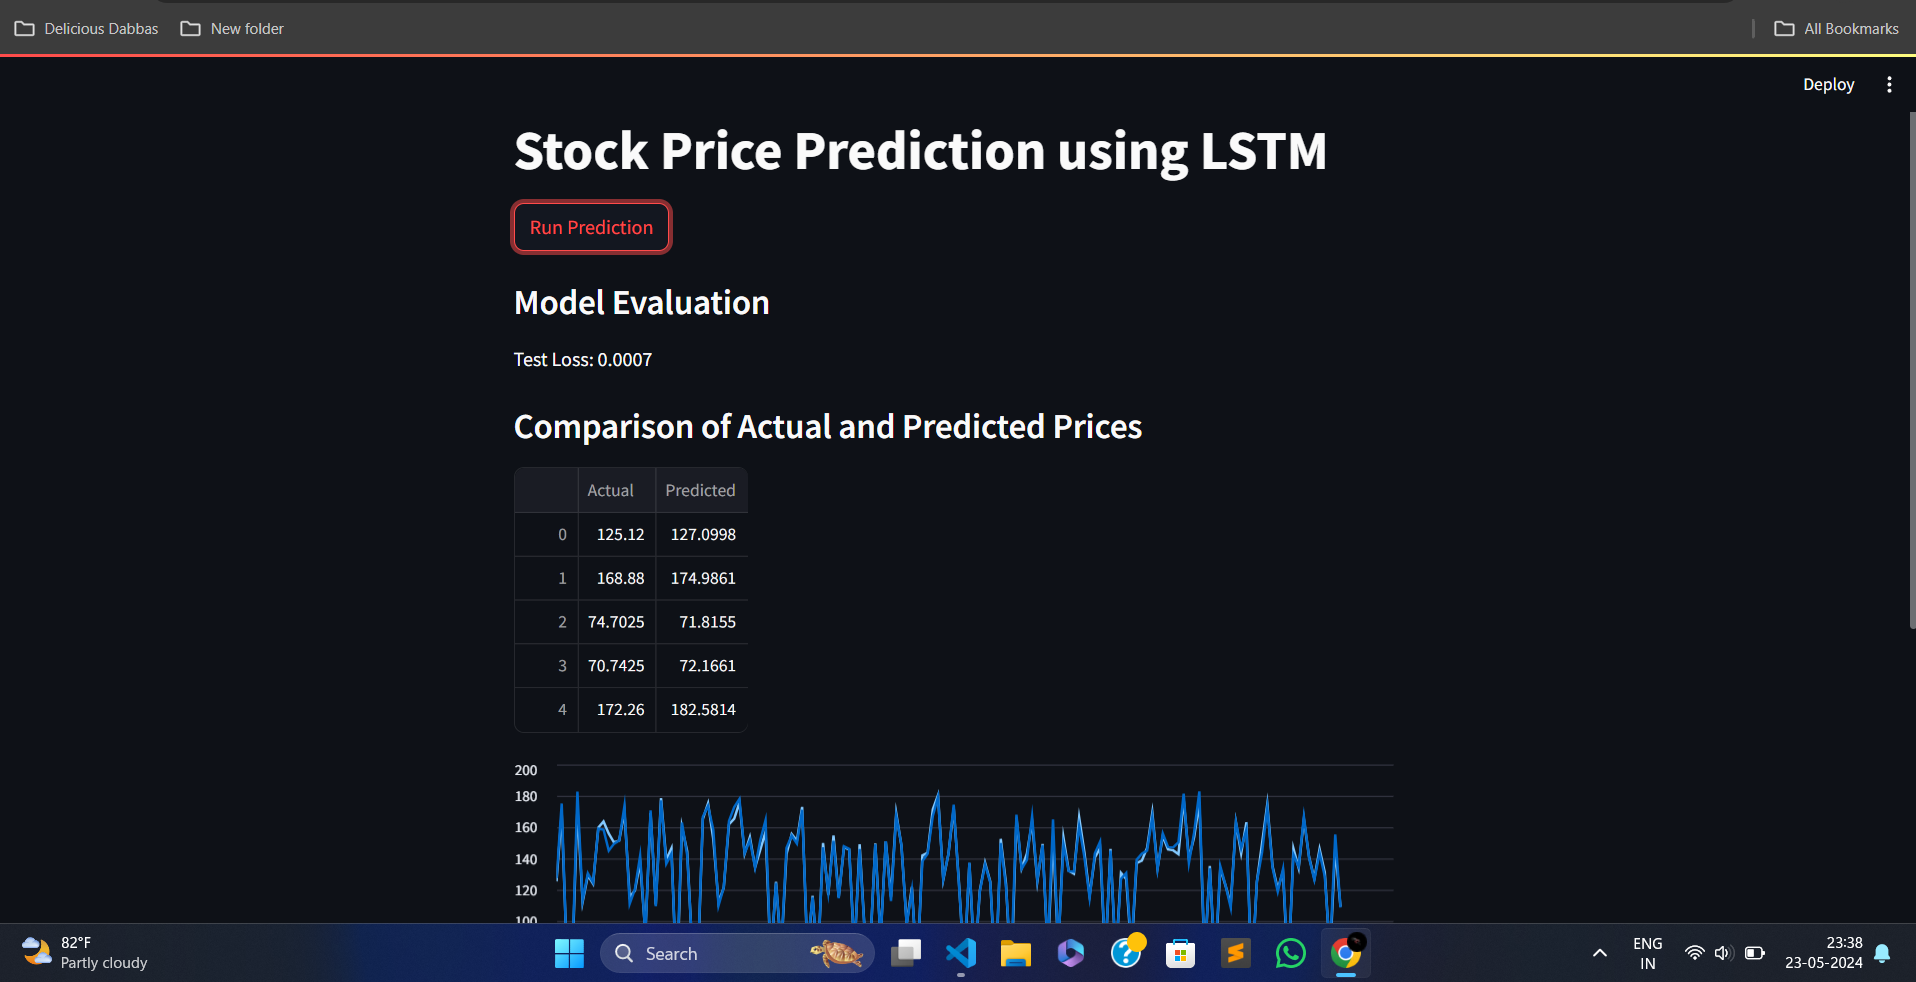 Delicious Dabbas New folder All Bookmarks
Deploy
Stock Price Prediction using LSTM
Run Prediction
Model Evaluation
Test Loss: 0.0007
Comparison of Actual and Predicted Prices
Actual Predicted
0 125.12 127.0998
1 168.88 174.9861
2 74.7025 71.8155
3 70.7425 72.1661
4 172.26 182.5814
200
180
160
140
120
100
82°F
Partly cloudy
Search
ENG
IN
23:38
23-05-2024